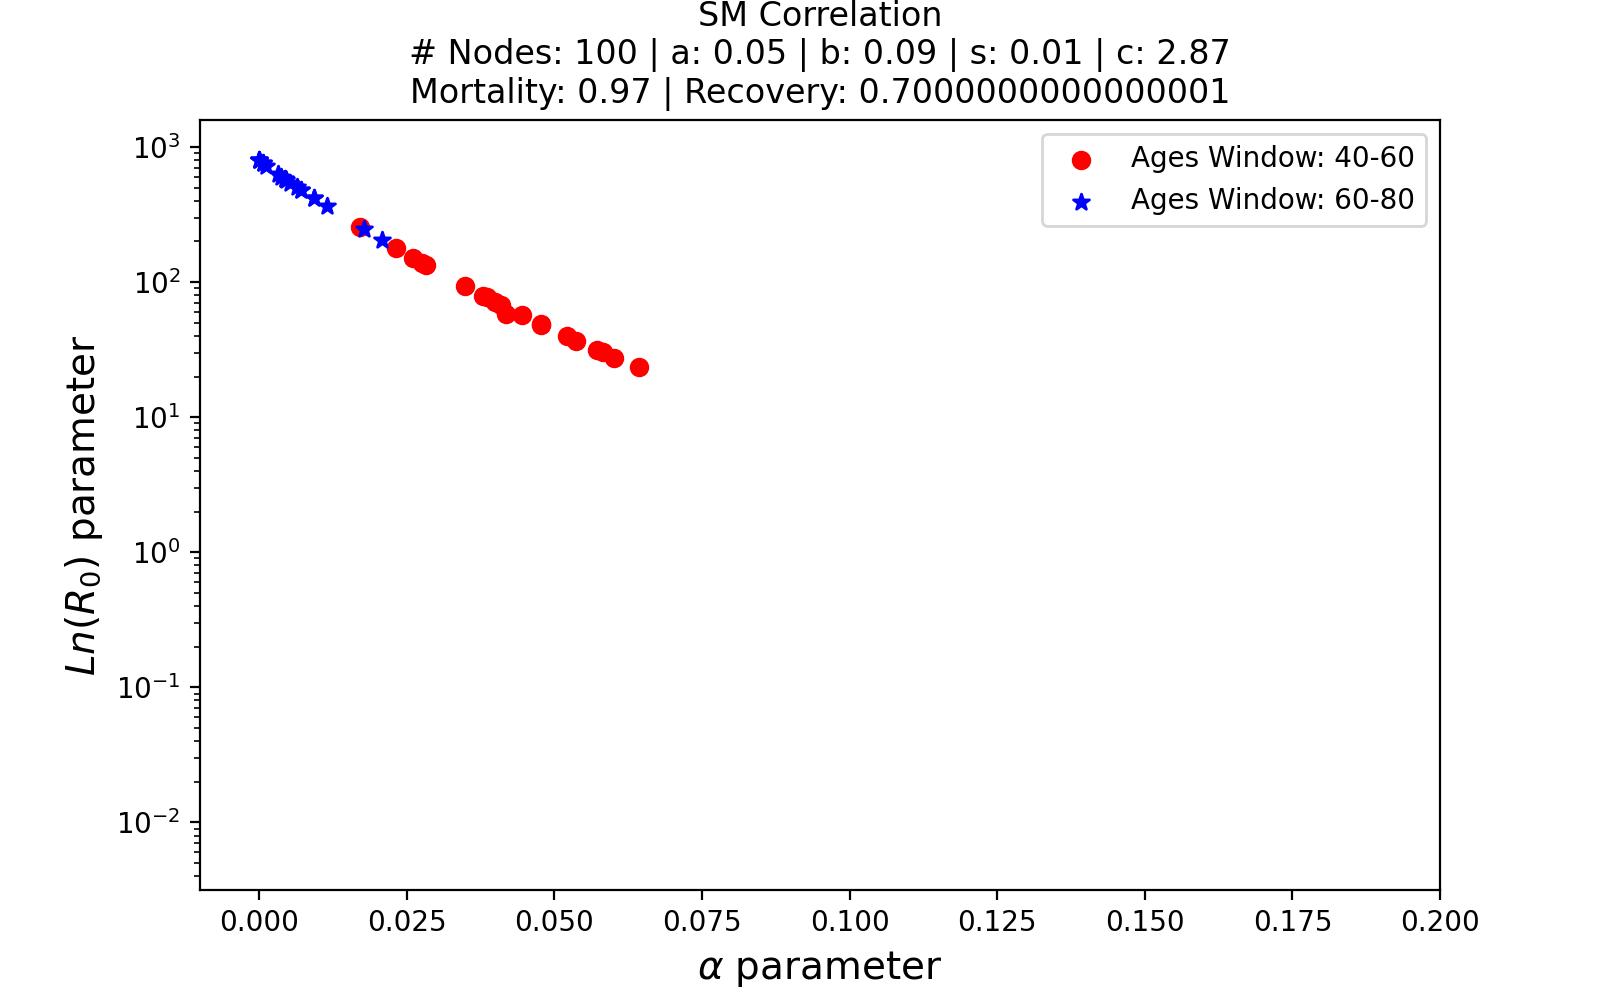 SM Correlation
# Nodes: 100 | a: 0.05 | b: 0.09 | s: 0.01 | c: 2.87
Mortality: 0.97 | Recovery: 0.7000000000000001
Ages Window: 40-60
Ages Window: 60-80
Ln(R₀) parameter
10³
10²
10¹
10⁰
10⁻¹
10⁻²
0.000 0.025 0.050 0.075 0.100 0.125 0.150 0.175 0.200
α parameter